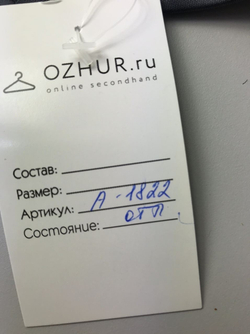 OZHUR.ru
online secondhand
Состав:
Размер:
Артикул: А-1822
Состояние: отл